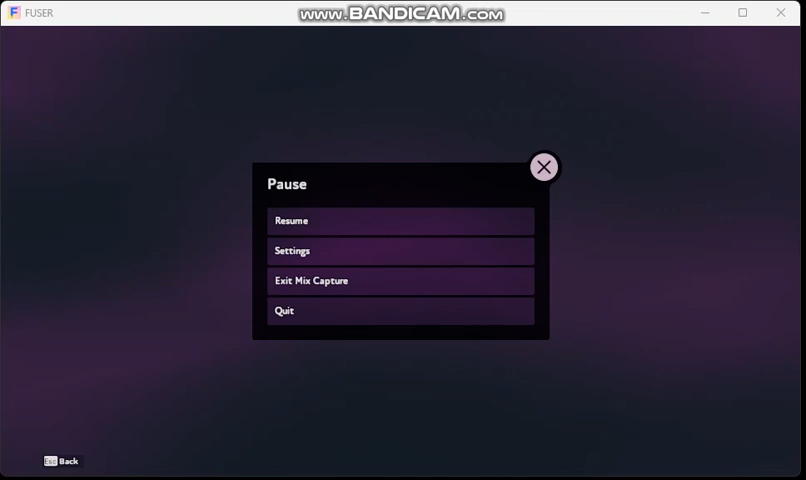 FUSER
www.BANDICAM.com
Pause
Resume
Settings
Exit Mix Capture
Quit
Esc Back